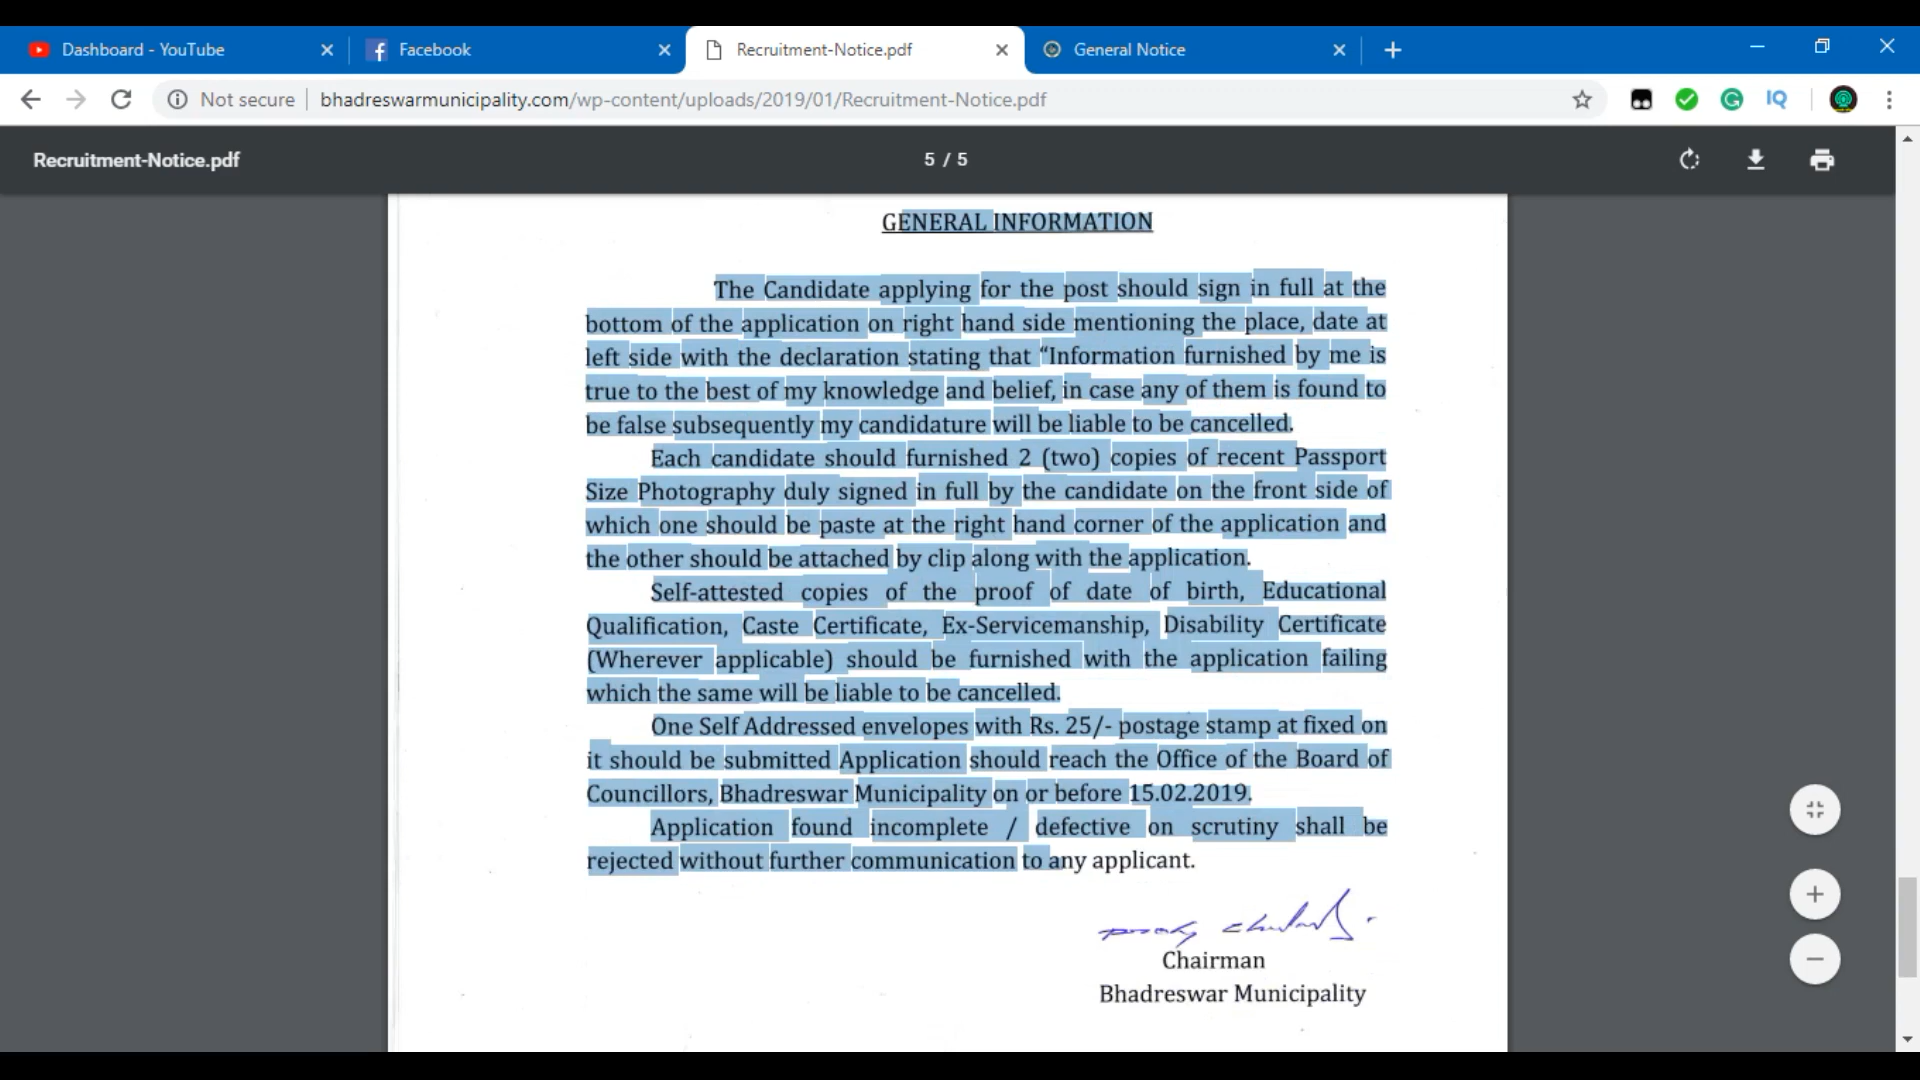 Dashboard - YouTube
Facebook
Recruitment-Notice.pdf
General Notice
Not secure
bhadreswarmunicipality.com/wp-content/uploads/2019/01/Recruitment-Notice.pdf
IQ
Recruitment-Notice.pdf
5 / 5
GENERAL INFORMATION
The Candidate applying for the post should sign in full at the
bottom of the application on right hand side mentioning the place, date at
left side with the declaration stating that “Information furnished by me is
true to the best of my knowledge and belief, in case any of them is found to
be false subsequently my candidature will be liable to be cancelled.
Each candidate should furnished 2 (two) copies of recent Passport
Size Photography duly signed in full by the candidate on the front side of
which one should be paste at the right hand corner of the application and
the other should be attached by clip along with the application.
Self-attested copies of the proof of date of birth, Educational
Qualification, Caste Certificate, Ex-Servicemanship, Disability Certificate
(Wherever applicable) should be furnished with the application failing
which the same will be liable to be cancelled.
One Self Addressed envelopes with Rs. 25/- postage stamp at fixed on
it should be submitted Application should reach the Office of the Board of
Councillors, Bhadreswar Municipality on or before 15.02.2019.
Application found incomplete / defective on scrutiny shall be
rejected without further communication to any applicant.
Chairman
Bhadreswar Municipality